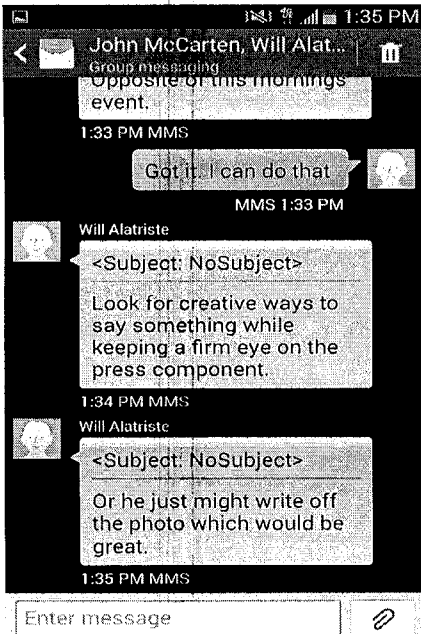 1:35 PM
John McCarten, Will Alat...
Group messaging
Opposite of this mornings
event.
1:33 PM MMS
Got it. I can do that
MMS 1:33 PM
Will Alatriste
<Subject: NoSubject>
Look for creative ways to
say something while
keeping a firm eye on the
press component.
1:34 PM MMS
Will Alatriste
<Subject: NoSubject>
Or he just might write off
the photo which would be
great.
1:35 PM MMS
Enter message